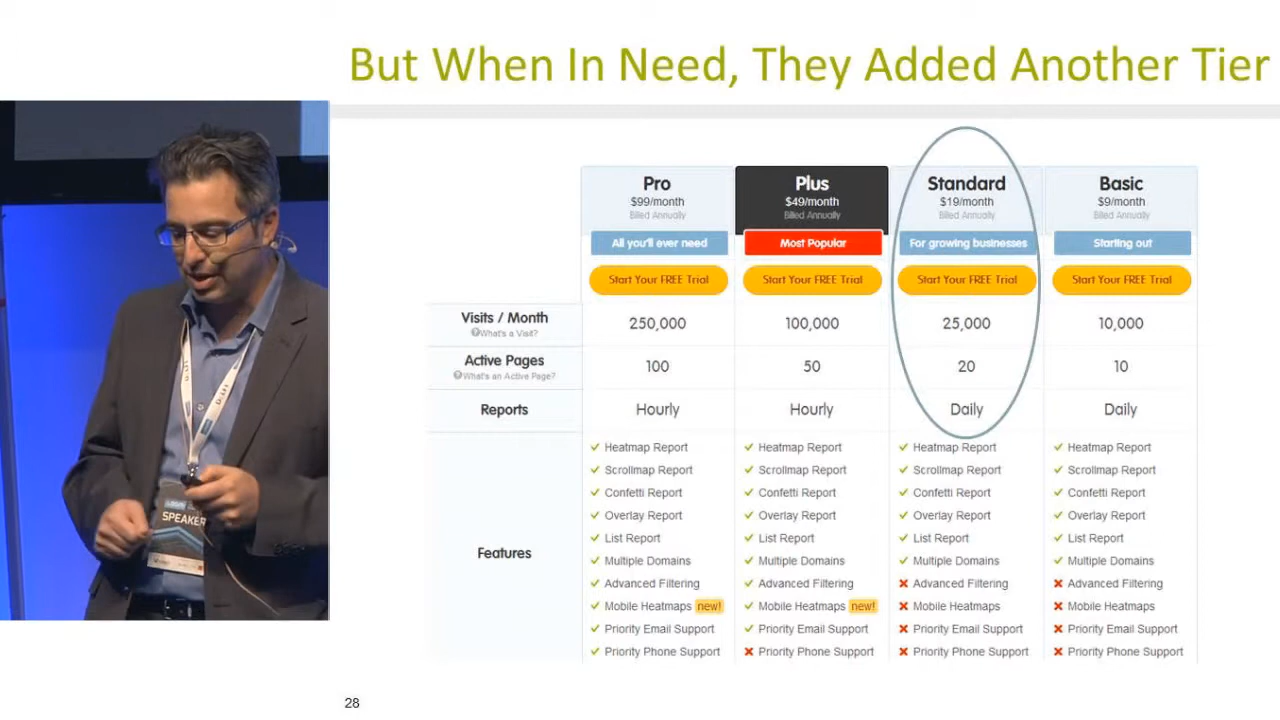 But When In Need, They Added Another Tier
Pro
$99/month
Billed Annually
All you'll ever need
Start Your FREE Trial
Plus
$49/month
Billed Annually
Most Popular
Start Your FREE Trial
Standard
$19/month
Billed Annually
For growing businesses
Start Your FREE Trial
Basic
$9/month
Billed Annually
Starting out
Start Your FREE Trial
Visits / Month
What's a Visit?
250,000
100,000
25,000
10,000
Active Pages
What's an Active Page?
100
50
20
10
Reports
Hourly
Hourly
Daily
Daily
Features
Heatmap Report
Scrollmap Report
Confetti Report
Overlay Report
List Report
Multiple Domains
Advanced Filtering
Mobile Heatmaps new!
Priority Email Support
Priority Phone Support
Heatmap Report
Scrollmap Report
Confetti Report
Overlay Report
List Report
Multiple Domains
Advanced Filtering
Mobile Heatmaps new!
Priority Email Support
Priority Phone Support
Heatmap Report
Scrollmap Report
Confetti Report
Overlay Report
List Report
Multiple Domains
Advanced Filtering
Mobile Heatmaps
Priority Email Support
Priority Phone Support
Heatmap Report
Scrollmap Report
Confetti Report
Overlay Report
List Report
Multiple Domains
Advanced Filtering
Mobile Heatmaps
Priority Email Support
Priority Phone Support
SPEAKER
28